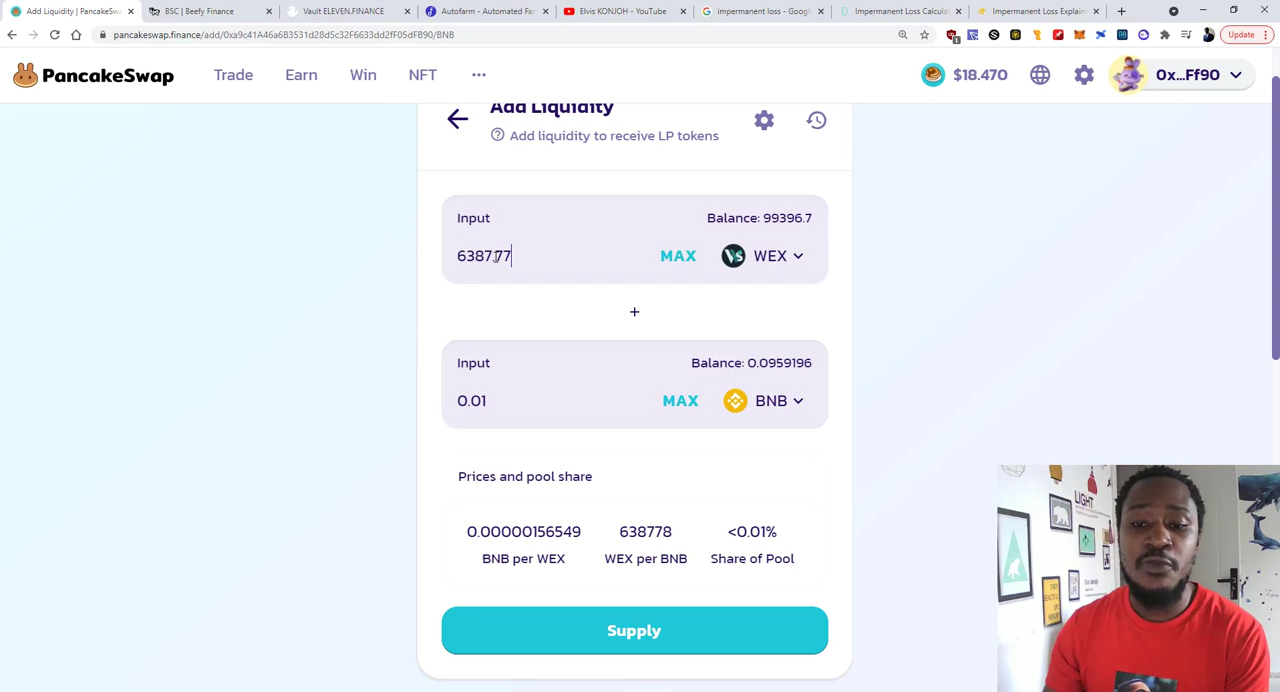 Add Liquidity | PancakeSwa
BSC | Beefy Finance
Vault ELEVEN.FINANCE
Autofarm - Automated Far
Elvis KONJOH - YouTube
impermanent loss - Googl
Impermanent Loss Calcula
Impermanent Loss Explain
pancakeswap.finance/add/0xa9c41A46a6B3531d28d5c32F6633dd2fF05dFB90/BNB
Update
PancakeSwap
Trade
Earn
Win
NFT
$18.470
0x...Ff90
Add Liquidity
Add liquidity to receive LP tokens
Input
Balance: 99396.7
6387.77
MAX
WEX
+
Input
Balance: 0.0959196
0.01
MAX
BNB
Prices and pool share
0.00000156549
638778
<0.01%
BNB per WEX
WEX per BNB
Share of Pool
Supply
LIGHT